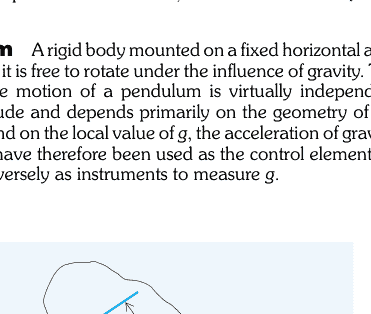 A rigid body mounted on a fixed horizontal a
it is free to rotate under the influence of gravity.
e motion of a pendulum is virtually independ
ude and depends primarily on the geometry of
nd on the local value of g, the acceleration of grav
have therefore been used as the control element
versely as instruments to measure g.